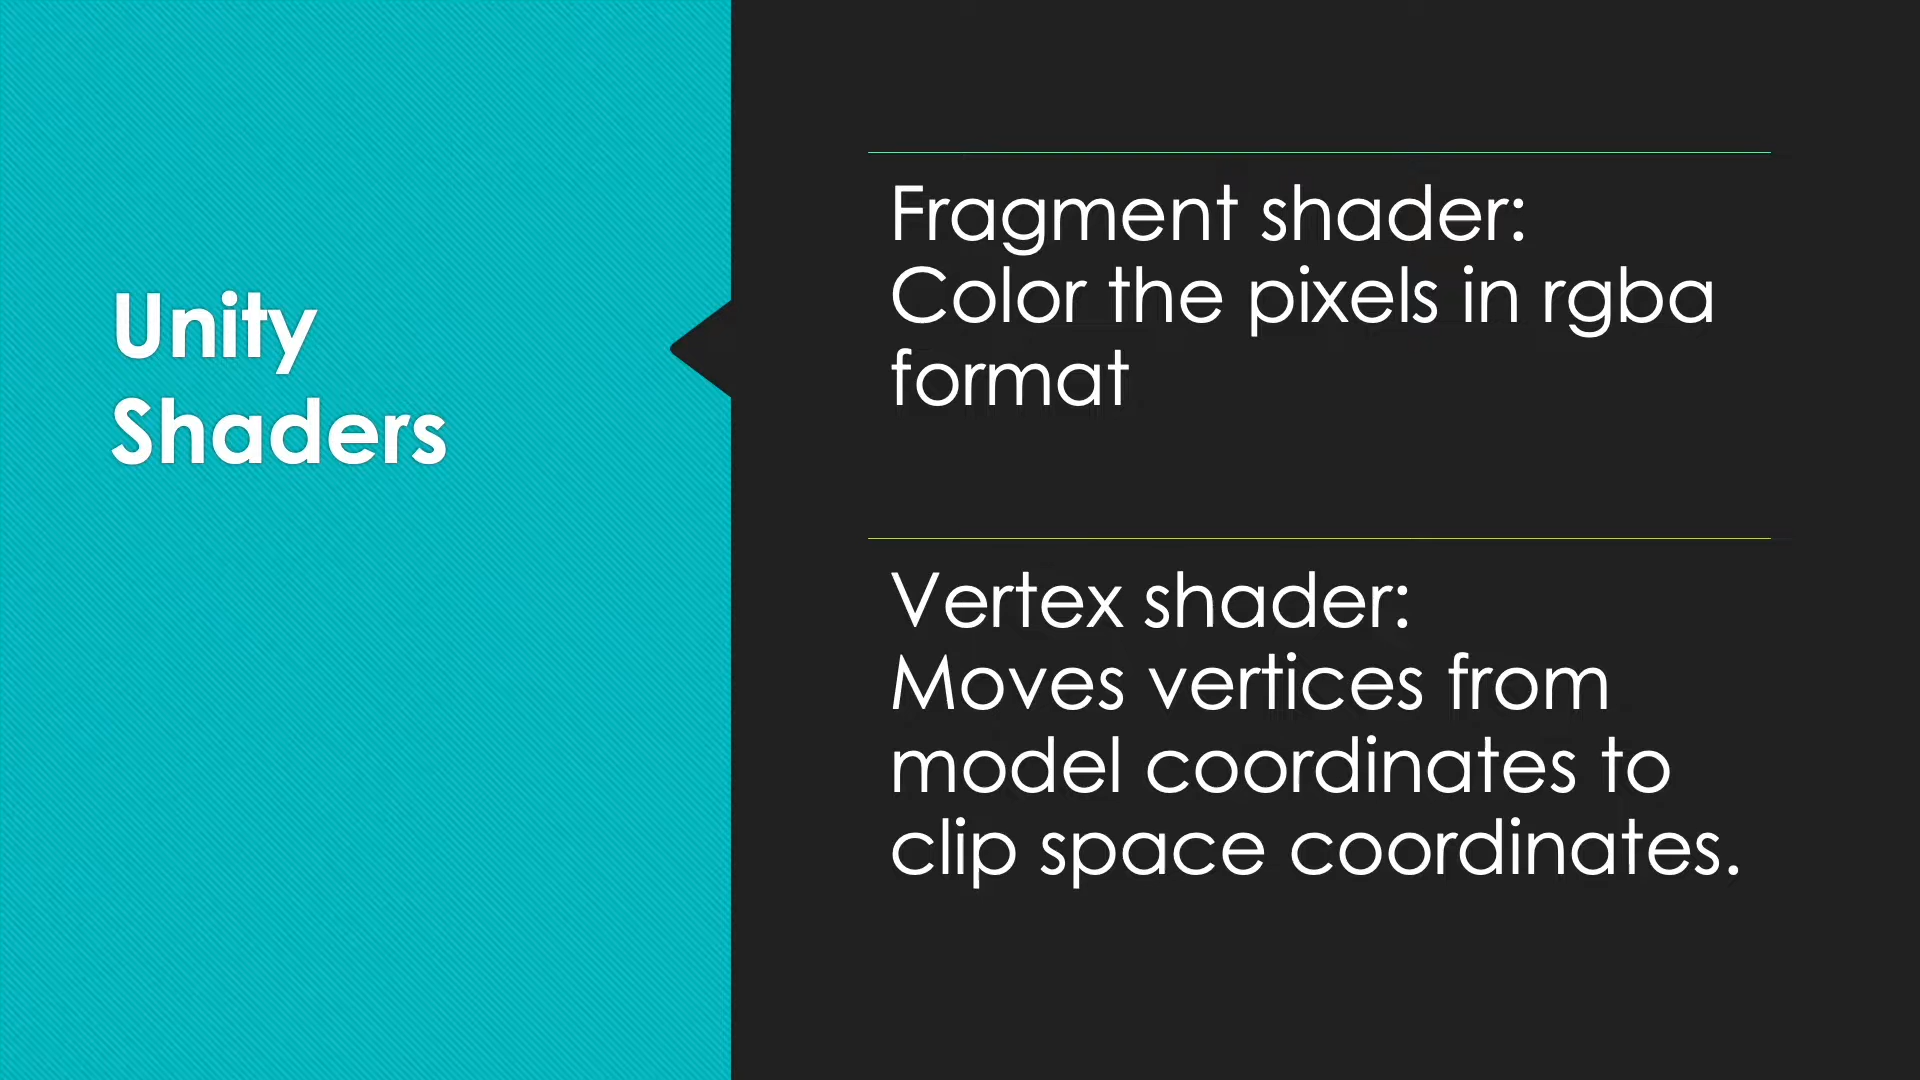 Unity
Shaders
Fragment shader:
Color the pixels in rgba
format
Vertex shader:
Moves vertices from
model coordinates to
clip space coordinates.